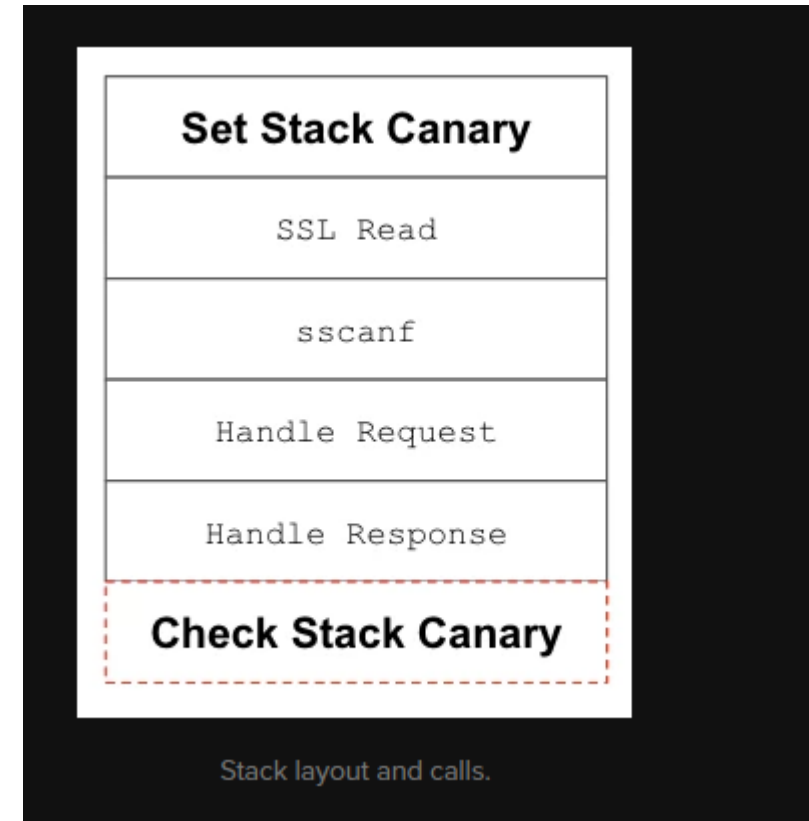 Set Stack Canary
SSL Read
sscanf
Handle Request
Handle Response
Check Stack Canary
Stack layout and calls.